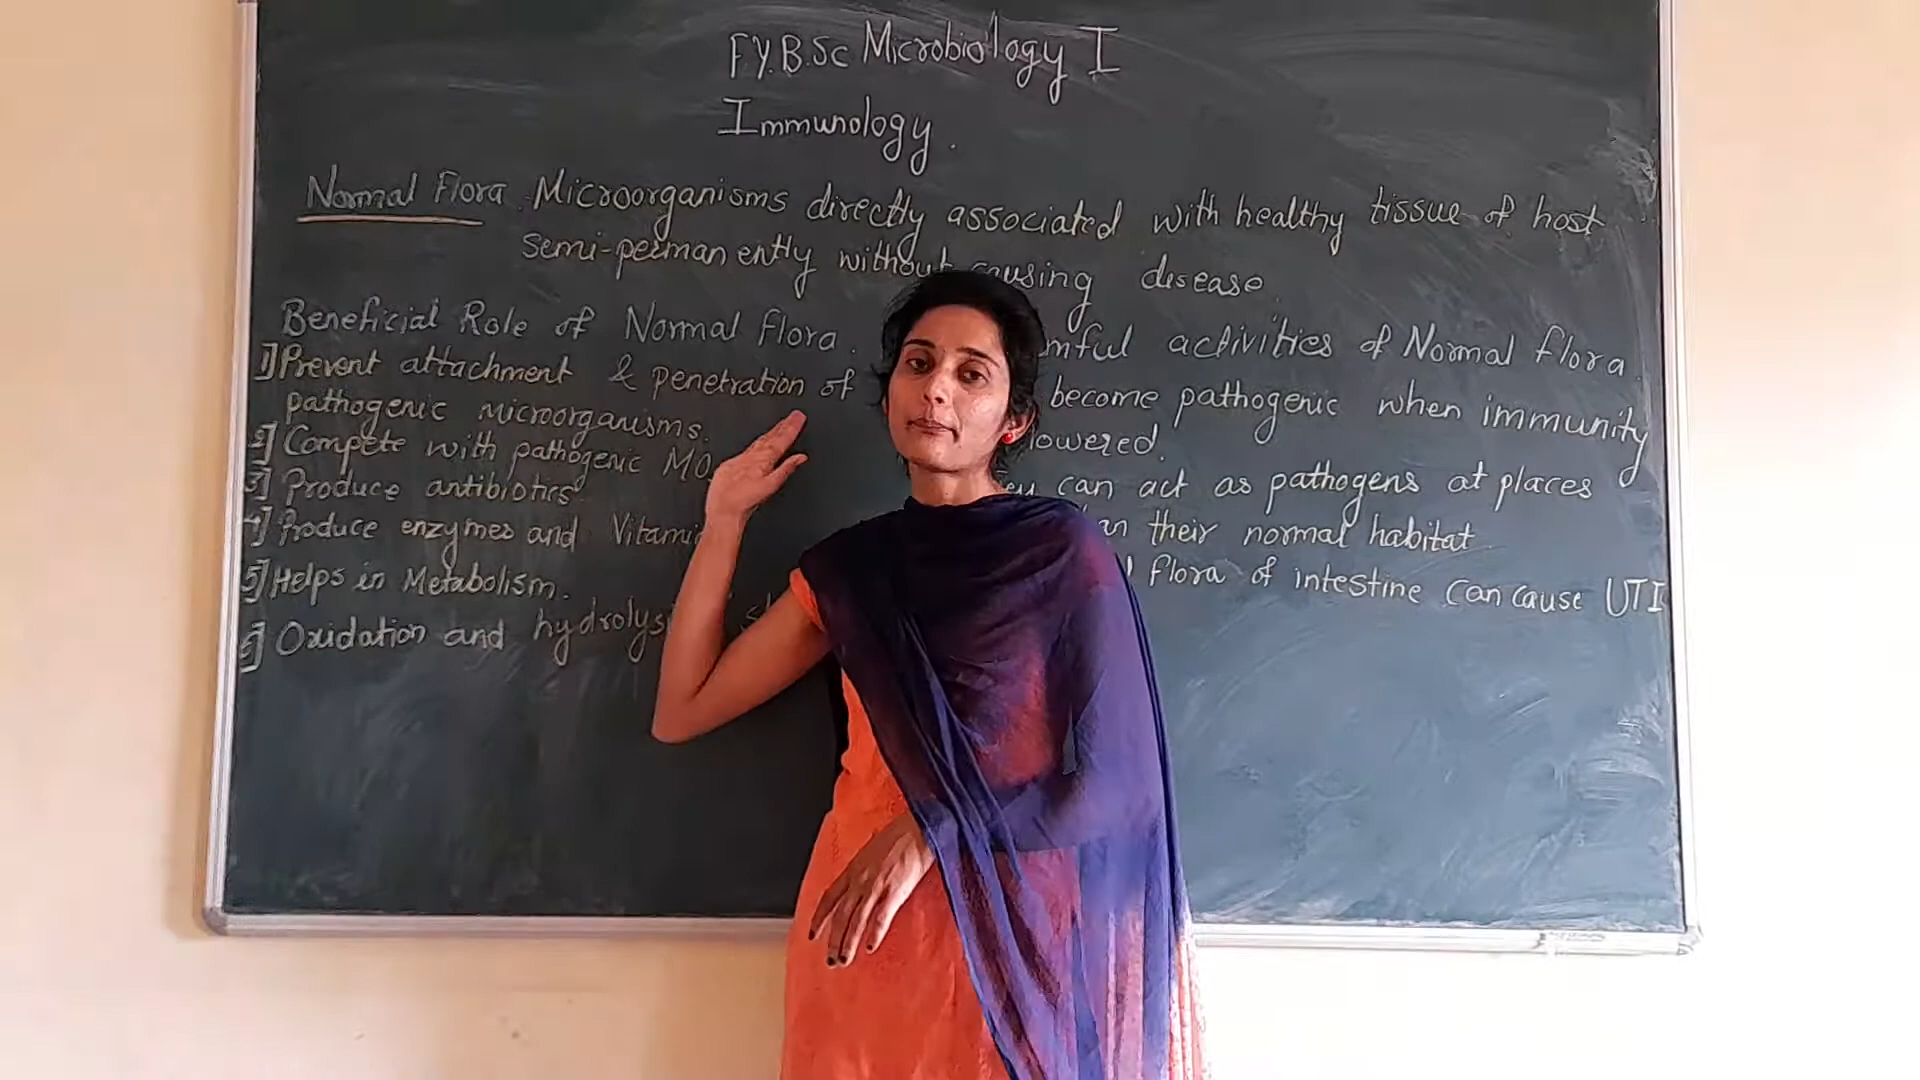 F.Y.B.Sc Microbiology I
Immunology.
Normal Flora. Microorganisms directly associated with healthy tissue of host
semi-permanently without causing disease.
Beneficial Role of Normal Flora.
1] Prevent attachment & penetration of
pathogenic microorganisms.
2] Compete with pathogenic MO
3] Produce antibiotics
4] Produce enzymes and
5] Helps in Metabolism.
6] Oxidation and
activities of Normal flora.
become pathogenic when immunity
lowered.
can act as pathogens at places
their normal habitat
flora of intestine can cause UTI